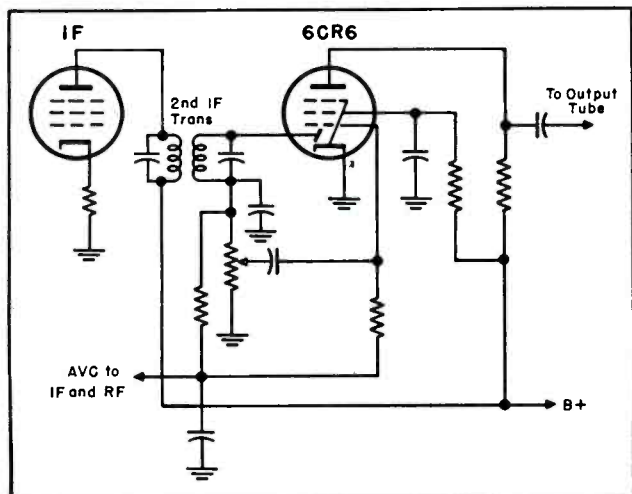 IF
6CR6
2nd IF
Trans
To Output
Tube
AVC to
IF and RF
B+